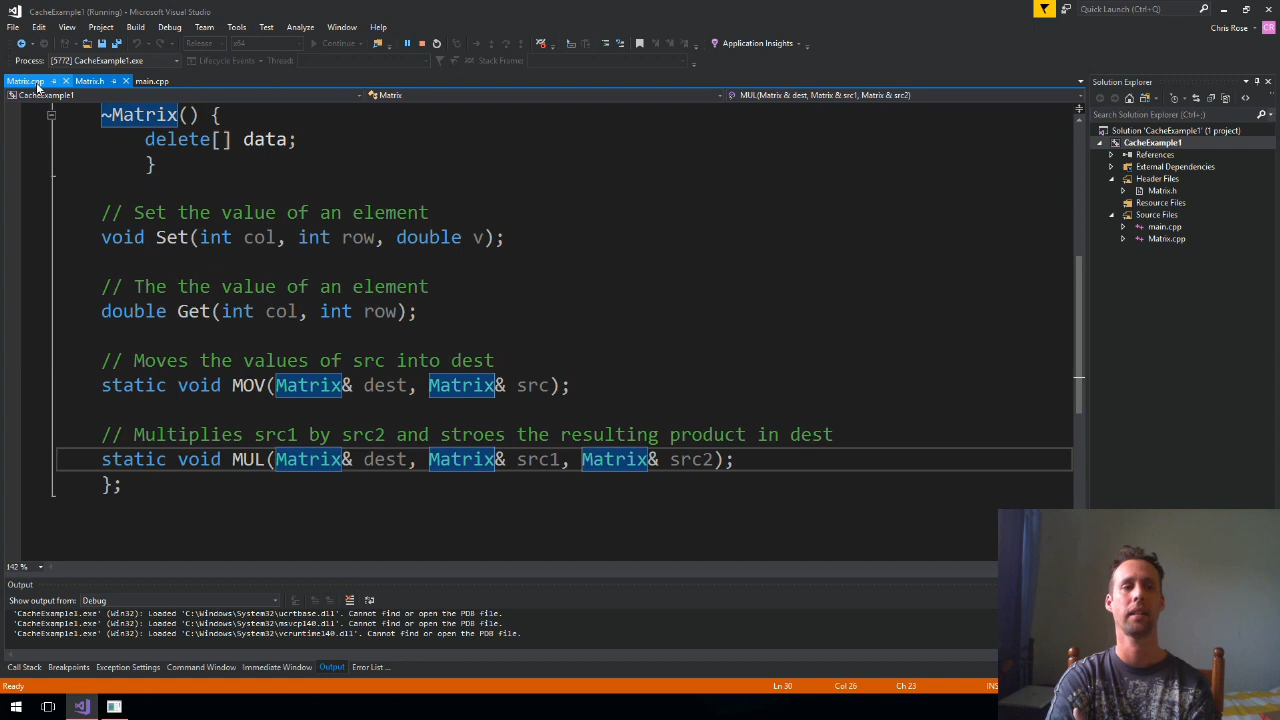 CacheExample1 (Running) - Microsoft Visual Studio
Quick Launch (Ctrl+Q)
File Edit View Project Build Debug Team Tools Test Analyze Window Help
Chris Rose
CR
Release x64 Continue Application Insights
Process: [5772] CacheExample1.exe Lifecycle Events Thread: Stack Frame:
Matrix.cpp Matrix.h main.cpp
CacheExample1 Matrix MUL(Matrix & dest, Matrix & src1, Matrix & src2)
~Matrix() {
delete[] data;
}
// Set the value of an element
void Set(int col, int row, double v);
// The the value of an element
double Get(int col, int row);
// Moves the values of src into dest
static void MOV(Matrix& dest, Matrix& src);
// Multiplies src1 by src2 and stroes the resulting product in dest
static void MUL(Matrix& dest, Matrix& src1, Matrix& src2);
};
142 %
Solution Explorer
Search Solution Explorer (Ctrl+;)
Solution 'CacheExample1' (1 project)
CacheExample1
References
External Dependencies
Header Files
Matrix.h
Resource Files
Source Files
main.cpp
Matrix.cpp
Output
Show output from: Debug
'CacheExample1.exe' (Win32): Loaded 'C:\Windows\System32\ucrtbase.dll'. Cannot find or open the PDB file.
'CacheExample1.exe' (Win32): Loaded 'C:\Windows\System32\msvcp140.dll'. Cannot find or open the PDB file.
'CacheExample1.exe' (Win32): Loaded 'C:\Windows\System32\vcruntime140.dll'. Cannot find or open the PDB file.
Call Stack Breakpoints Exception Settings Command Window Immediate Window Output Error List ...
Ready Ln 30 Col 26 Ch 23 INS